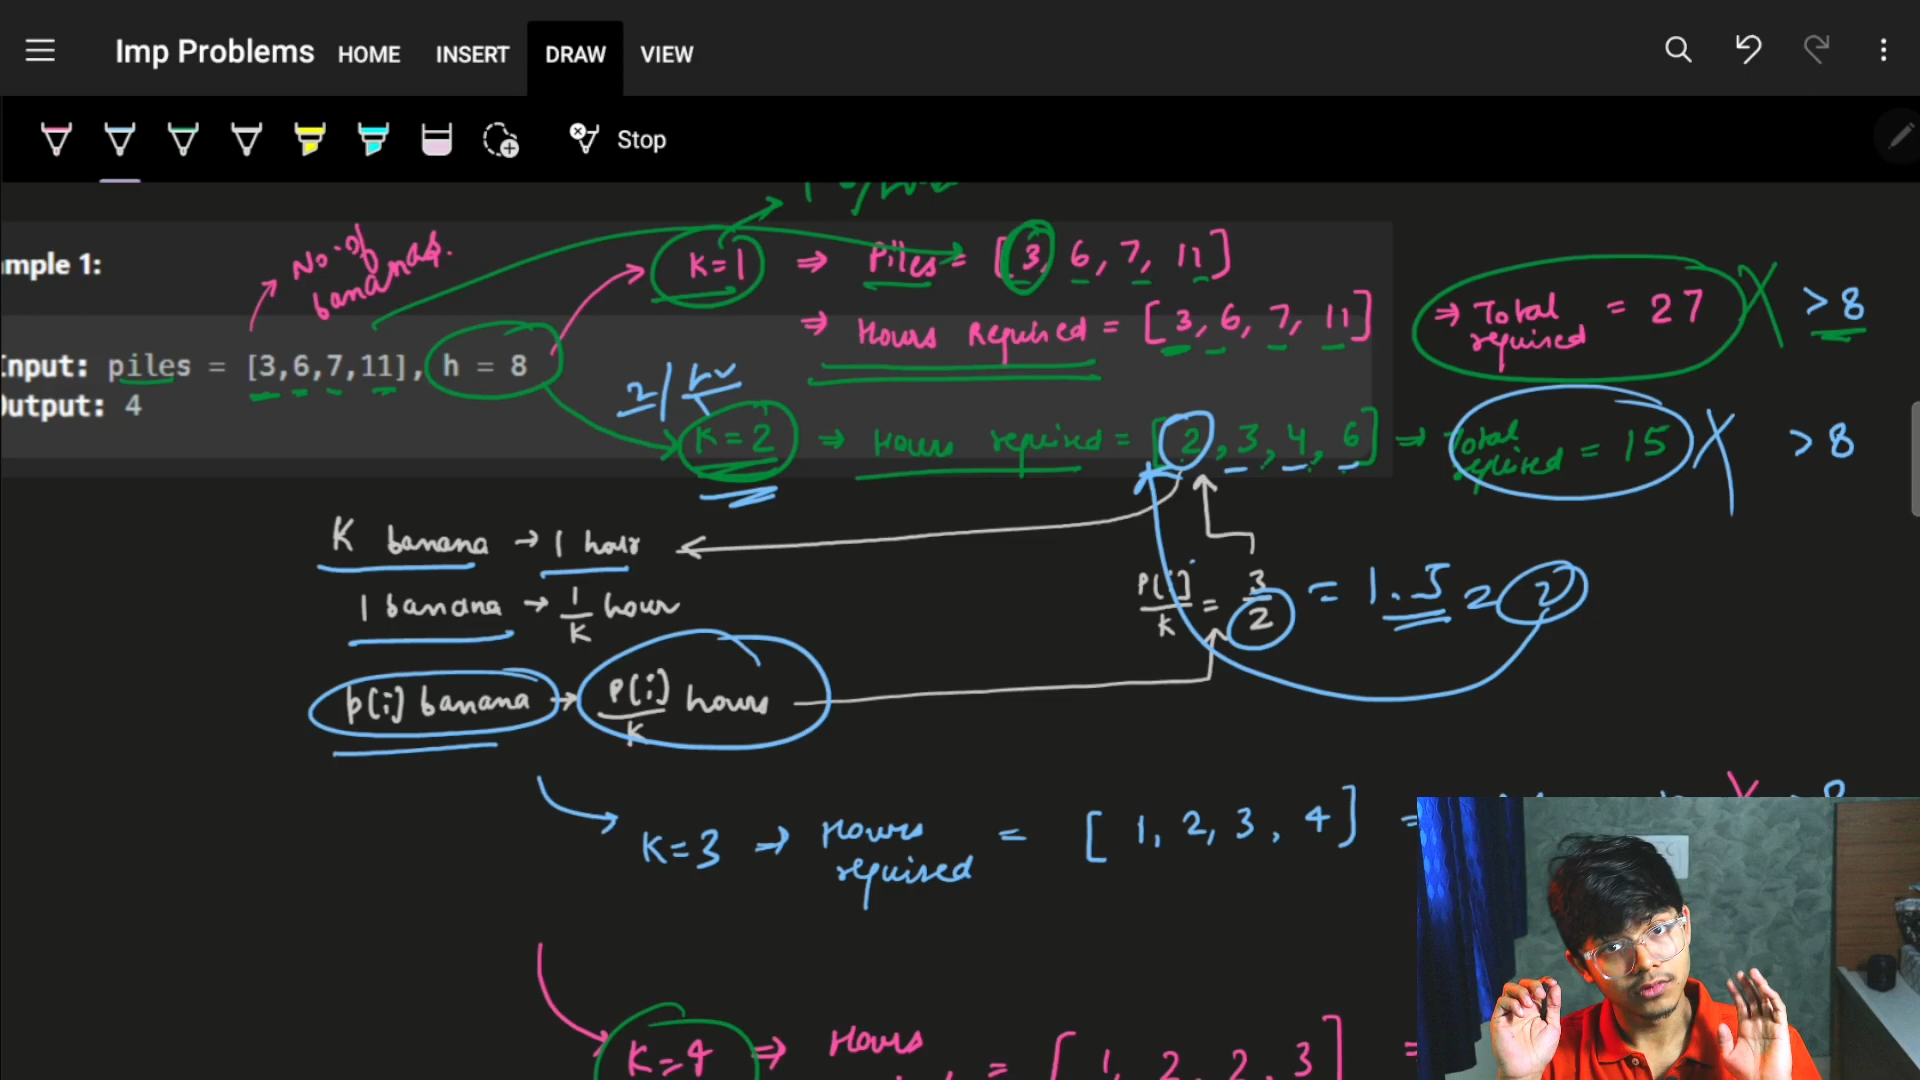 Imp Problems HOME INSERT DRAW VIEW
Stop
mple 1:
No. of
bananas.
K=1 ⇒ Piles = [3, 6, 7, 11]
⇒ Hours Required = [3, 6, 7, 11]
⇒ Total required = 27 X >8
Input: piles = [3,6,7,11], h = 8
Output: 4
2/hr
K=2 ⇒ Hours required = [2, 3, 4, 6] ⇒ Total required = 15 X >8
K banana → 1 hour
1 banana → 1/K hour
P[i]/K = 3/2 = 1.5 ≈ 2
p[i] banana → P[i]/K hours
K=3 → Hours required = [1, 2, 3, 4] =
K=4 ⇒ Hours
= [1, 2, 2, 3] =